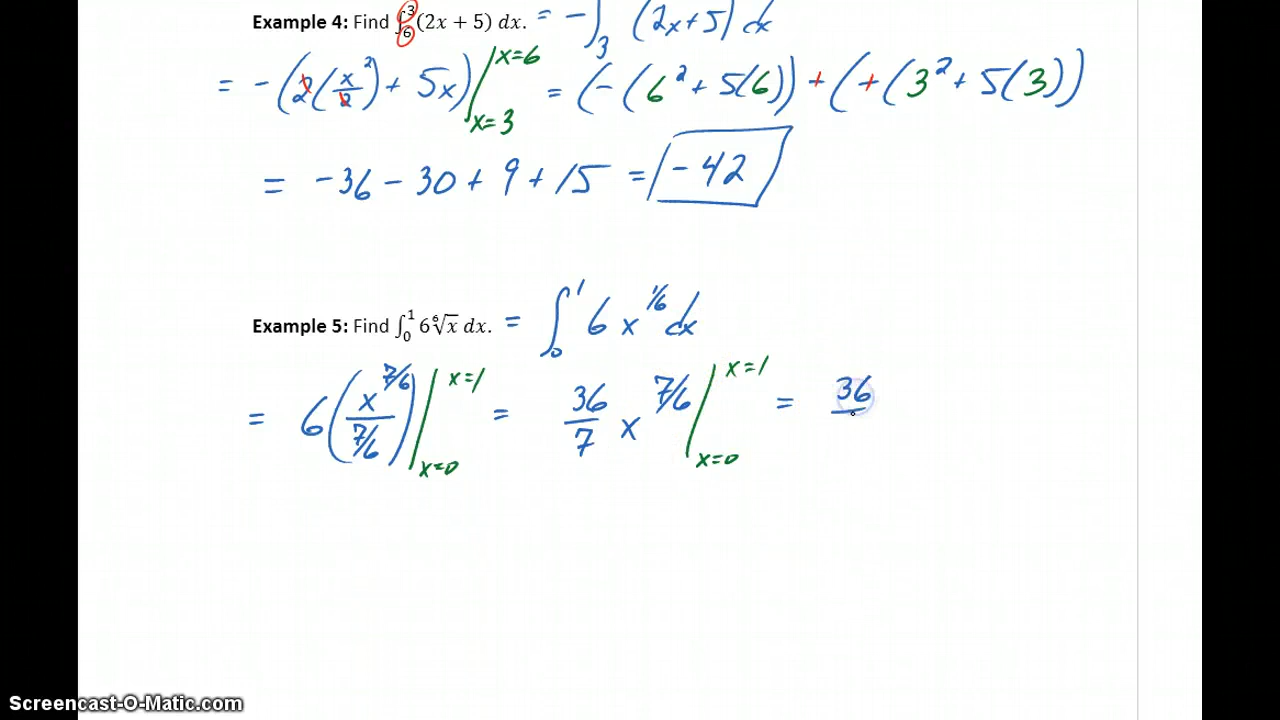 Example 4: Find ∫₆³ (2x + 5) dx. = -∫₃ (2x+5) dx
= -(2(x²/2) + 5x) | x=6 x=3 = (-(6² + 5(6))) + (+(3² + 5(3)))
= -36 - 30 + 9 + 15 = -42
Example 5: Find ∫₀¹ 6 ⁶√x dx. = ∫₀¹ 6 x^1/6 dx
= 6(x^7/6 / 7/6) | x=1 x=0 = 36/7 x^7/6 | x=1 x=0 = 36
Screencast-O-Matic.com